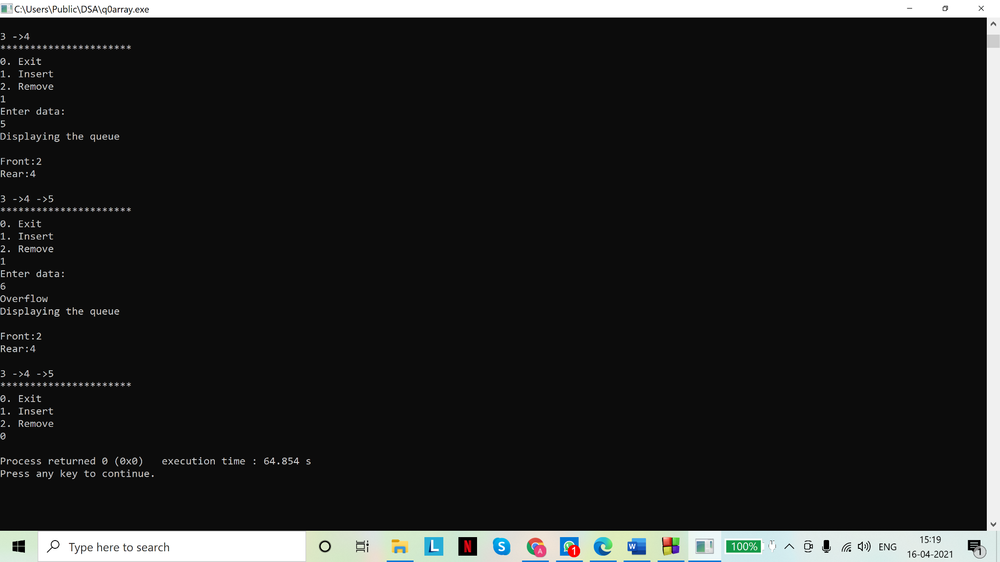 C:\Users\Public\DSA\q0array.exe
3 ->4
**********************
0. Exit
1. Insert
2. Remove
1
Enter data:
5
Displaying the queue
Front:2
Rear:4
3 ->4 ->5
**********************
0. Exit
1. Insert
2. Remove
1
Enter data:
6
Overflow
Displaying the queue
Front:2
Rear:4
3 ->4 ->5
**********************
0. Exit
1. Insert
2. Remove
0
Process returned 0 (0x0)   execution time : 64.854 s
Press any key to continue.
Type here to search
L
N
S
A
1
W
100%
ENG
15:19
16-04-2021
1